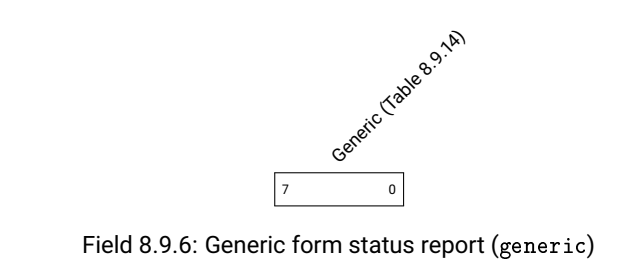 Generic (Table 8.9.14)
7 0
Field 8.9.6: Generic form status report (generic)